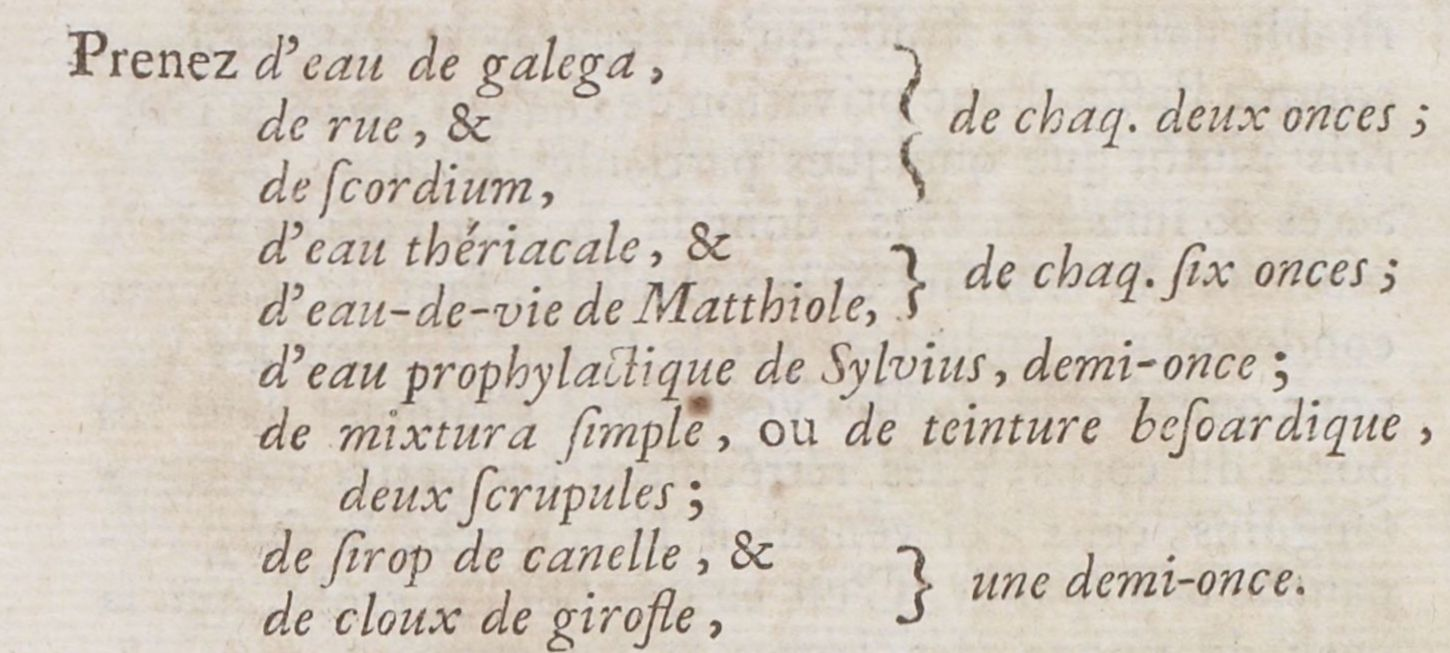 Prenez d'eau de galega,
de rue, & } de chaq. deux onces ;
de ſcordium,
d'eau thériacale, & } de chaq. ſix onces ;
d'eau-de-vie de Matthiole,
d'eau prophylactique de Sylvius, demi-once ;
de mixtura ſimple, ou de teinture beſoardique,
deux ſcrupules ;
de ſirop de canelle, & } une demi-once.
de cloux de girofle,